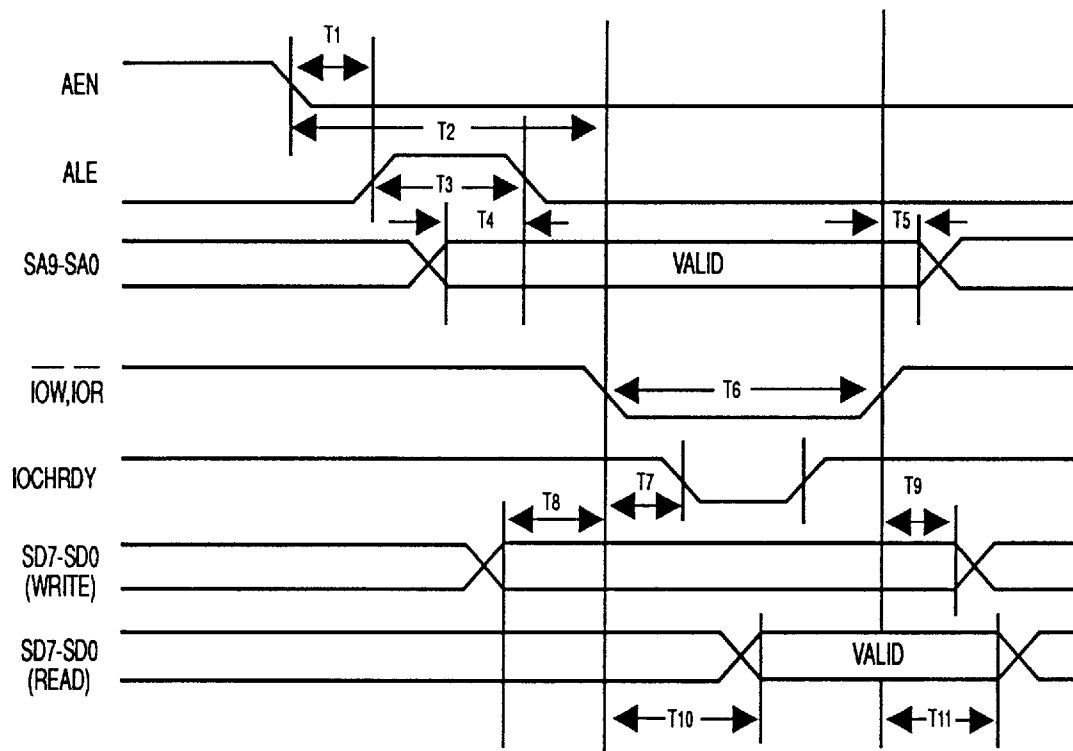 T1
AEN
T2
ALE
T3
T4
T5
SA9-SA0
VALID
IOW,IOR
T6
IOCHRDY
T7
T8
T9
SD7-SD0
(WRITE)
SD7-SD0
(READ)
VALID
T10
T11